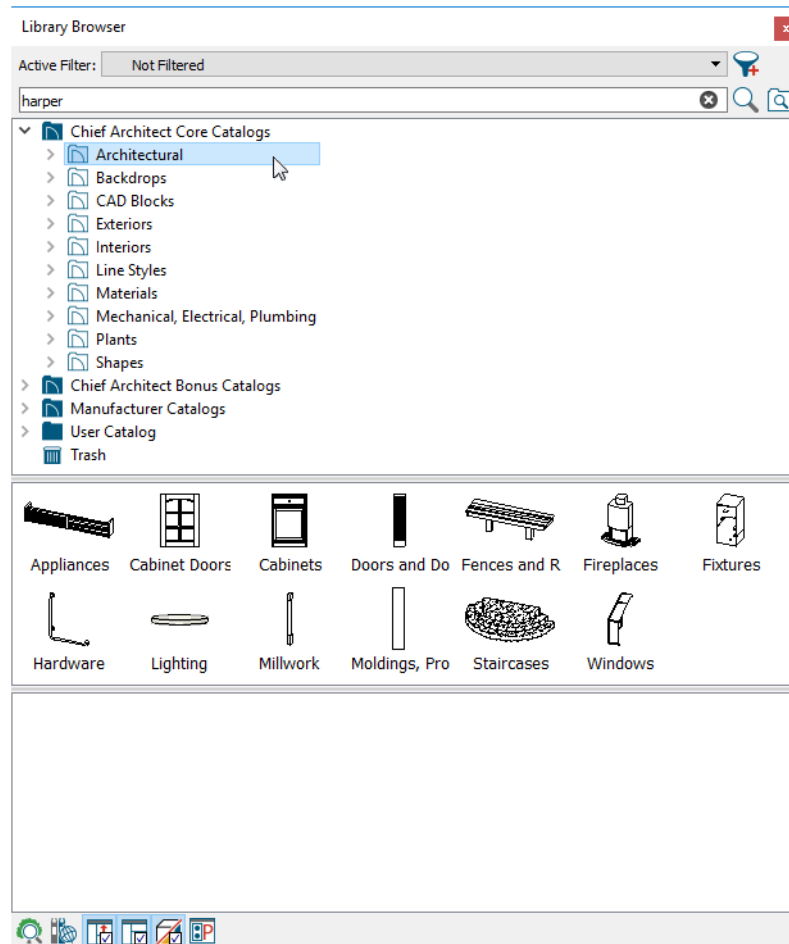 Library Browser
Active Filter: Not Filtered
harper
Chief Architect Core Catalogs
Architectural
Backdrops
CAD Blocks
Exteriors
Interiors
Line Styles
Materials
Mechanical, Electrical, Plumbing
Plants
Shapes
Chief Architect Bonus Catalogs
Manufacturer Catalogs
User Catalog
Trash
Appliances Cabinet Doors Cabinets Doors and Do Fences and R Fireplaces Fixtures
Hardware Lighting Millwork Moldings, Pro Staircases Windows
P